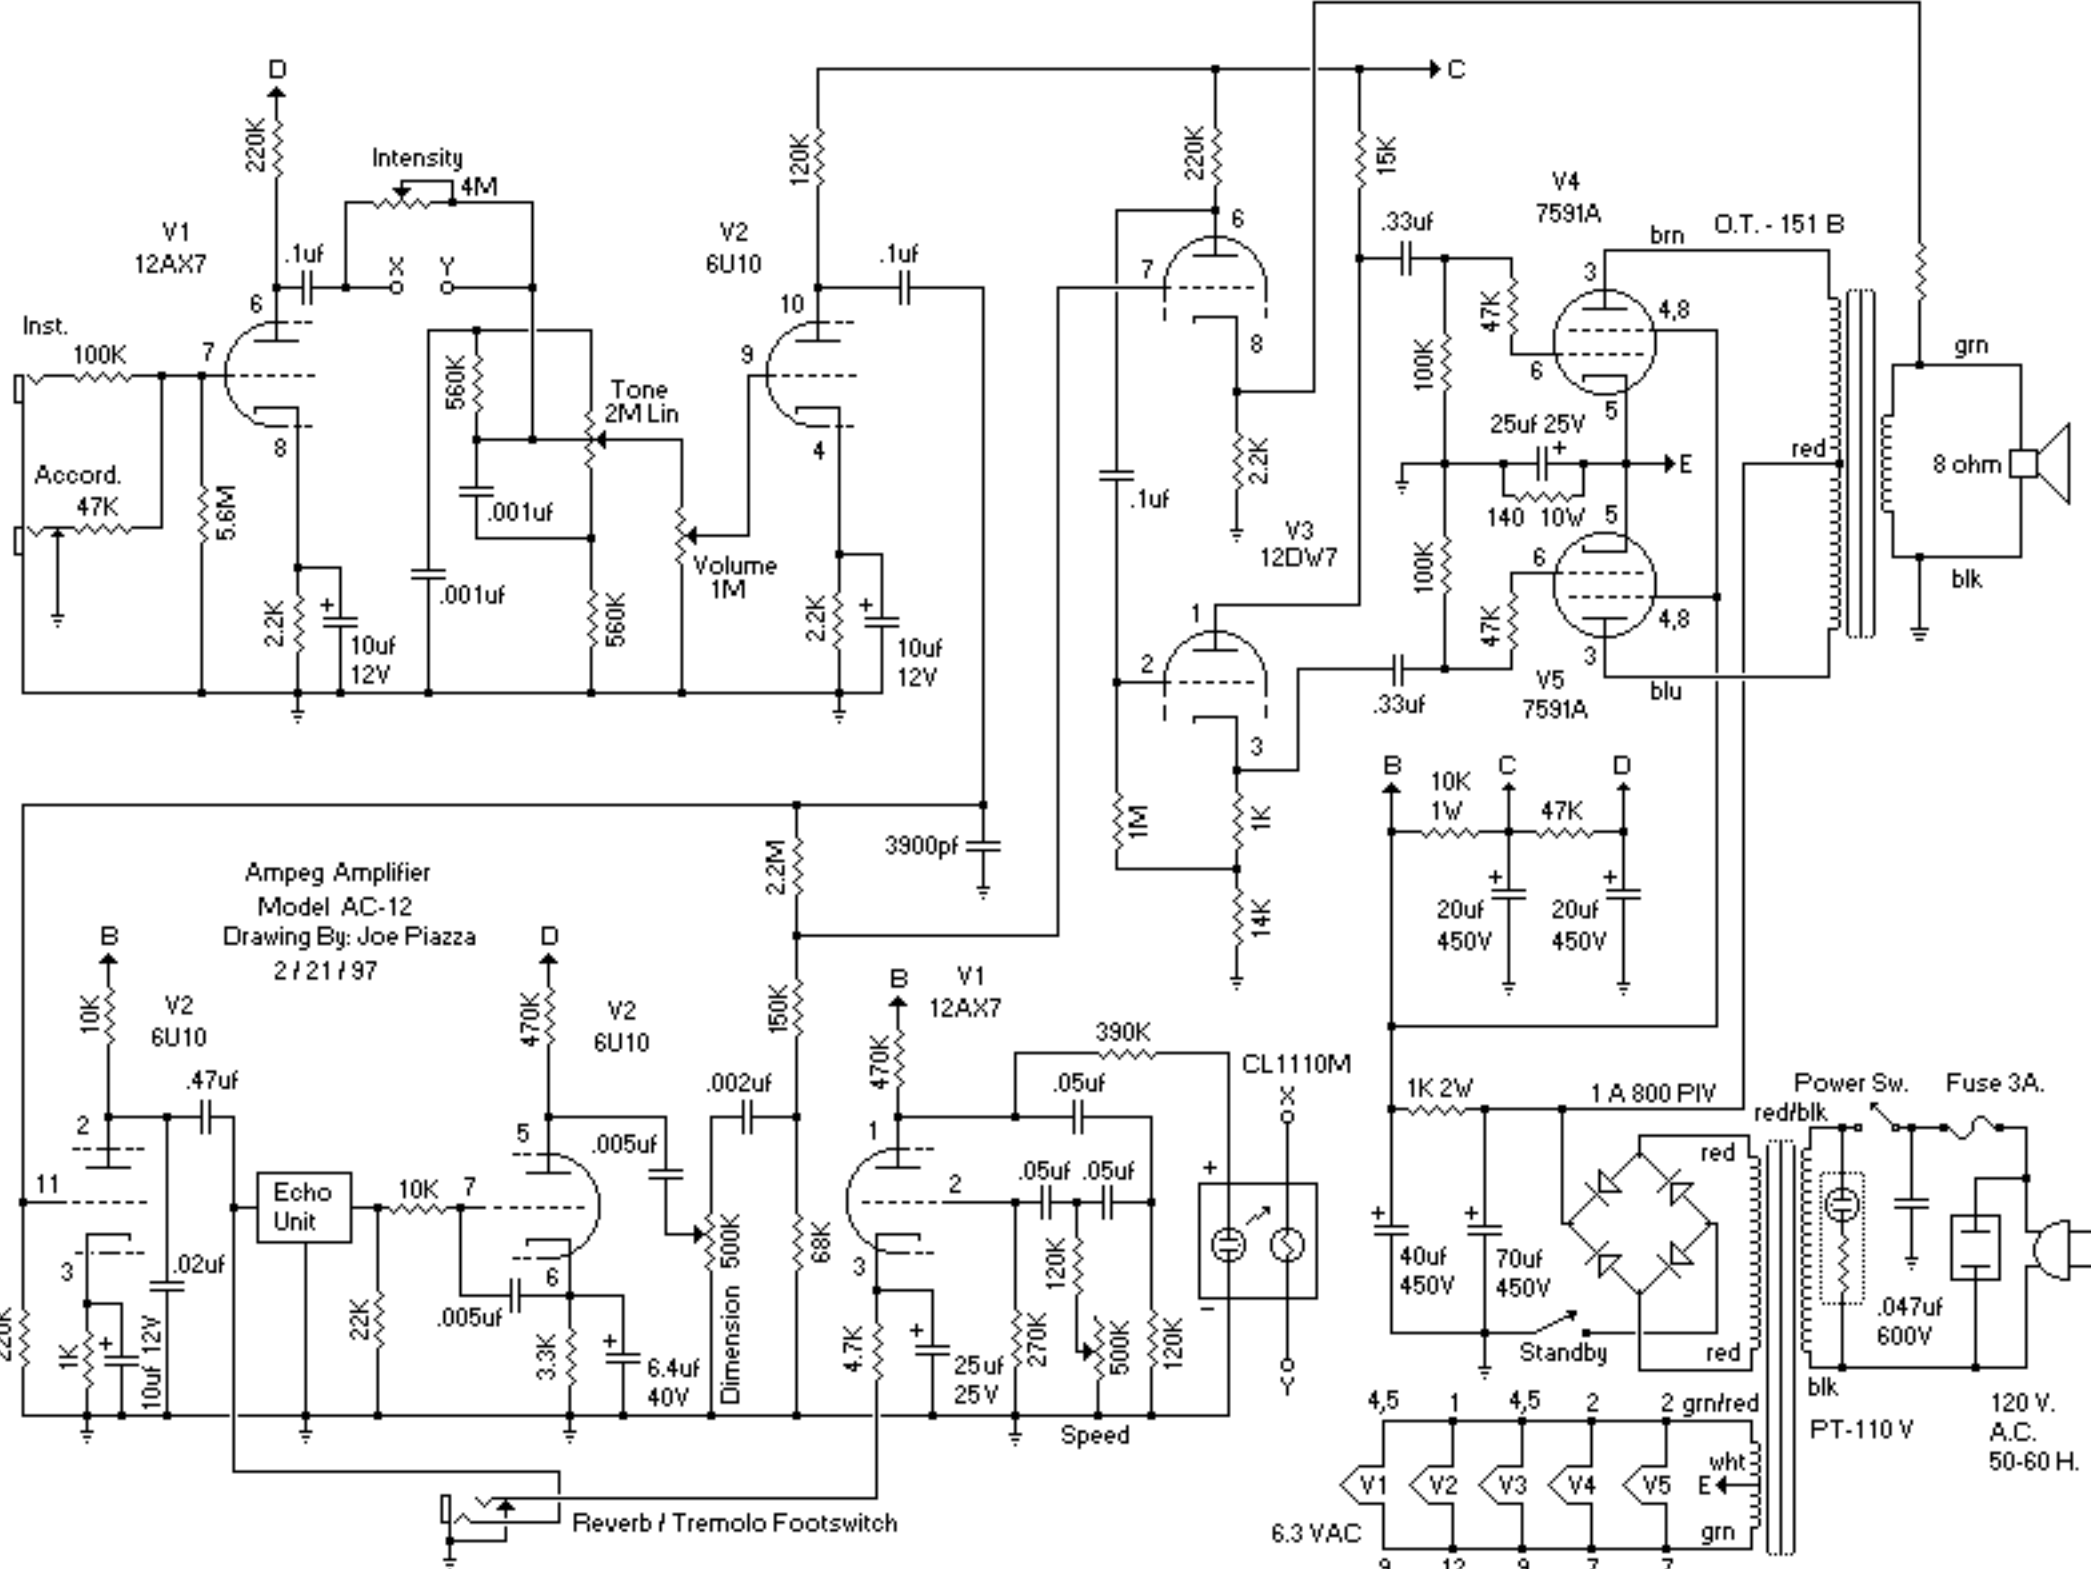 D
C
220K
Intensity
4M
120K
220K
15K
V4
7591A
V1
12AX7
.1uf
X
Y
V2
6U10
.1uf
6
7
.33uf
brn
O.T. - 151 B
3
4,8
6
10
47K
Inst.
100K
7
9
8
100K
6
grn
560K
Tone
2M Lin
5
25uf 25V
+
8
4
2.2K
red
8 ohm
E
Accord.
47K
5.6M
.001uf
.1uf
140 10W
5
V3
12DW7
6
Volume
1M
100K
blk
.001uf
560K
1
47K
4,8
2.2K
+
10uf
12V
2.2K
+
10uf
12V
2
3
V5
7591A
blu
.33uf
3
B
C
D
10K
1W
47K
1M
1K
3900pf
2.2M
Ampeg Amplifier
Model AC-12
Drawing By: Joe Piazza
2 / 21 / 97
+
20uf
450V
+
20uf
450V
14K
B
D
B
V1
12AX7
10K
V2
6U10
470K
V2
6U10
150K
470K
390K
CL1110M
.47uf
.002uf
.05uf
X
1K 2W
1 A 800 PIV
Power Sw.
Fuse 3A.
red/blk
2
5
.005uf
1
red
11
Echo
Unit
10K
7
.05uf
.05uf
2
+
500K
68K
120K
+
40uf
450V
+
70uf
450V
3
.02uf
6
3
.005uf
.047uf
600V
−
220K
1K
+
10uf 12V
22K
3.3K
+
6.4uf
40V
Dimension
4.7K
+
25uf
25V
270K
500K
120K
Standby
red
Y
blk
Speed
4,5
1
4,5
2
2
grn/red
PT-110 V
120 V.
A.C.
50-60 H.
wht
V1
V2
V3
V4
V5
E
Reverb / Tremolo Footswitch
6.3 VAC
grn
9
12
9
7
7